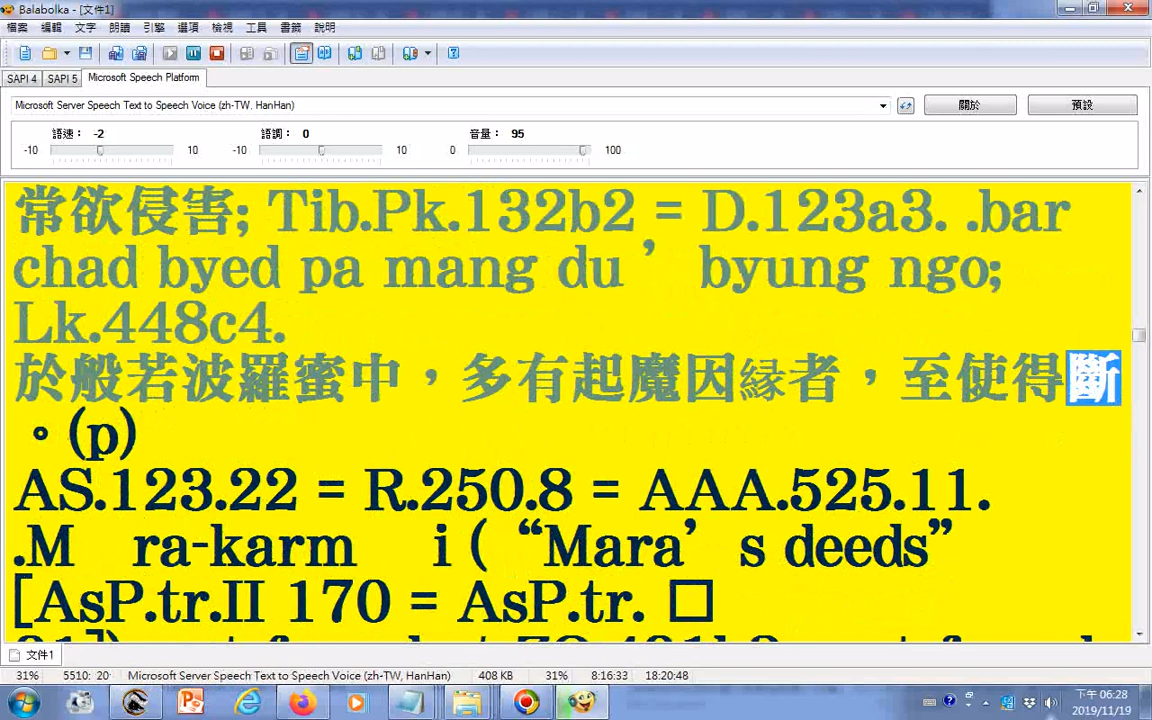 Balabolka - [文件1]
檔案 編輯 文字 朗讀 引擎 選項 檢視 工具 書籤 說明
SAPI 4 SAPI 5 Microsoft Speech Platform
Microsoft Server Speech Text to Speech Voice (zh-TW, HanHan) 關於 預設
語速： -2 語調： 0 音量： 95
-10 10 -10 10 0 100
常欲侵害; Tib.Pk.132b2 = D.123a3. .bar
chad byed pa mang du ’ byung ngo;
Lk.448c4.
於般若波羅蜜中，多有起魔因縁者，至使得斷
。(p)
AS.123.22 = R.250.8 = AAA.525.11.
.M ra-karm i (“Mara’s deeds”
[AsP.tr.II 170 = AsP.tr. □
文件1
31% 5510: 20 Microsoft Server Speech Text to Speech Voice (zh-TW, HanHan) 408 KB 31% 8:16:33 18:20:48
下午 06:28
2019/11/19